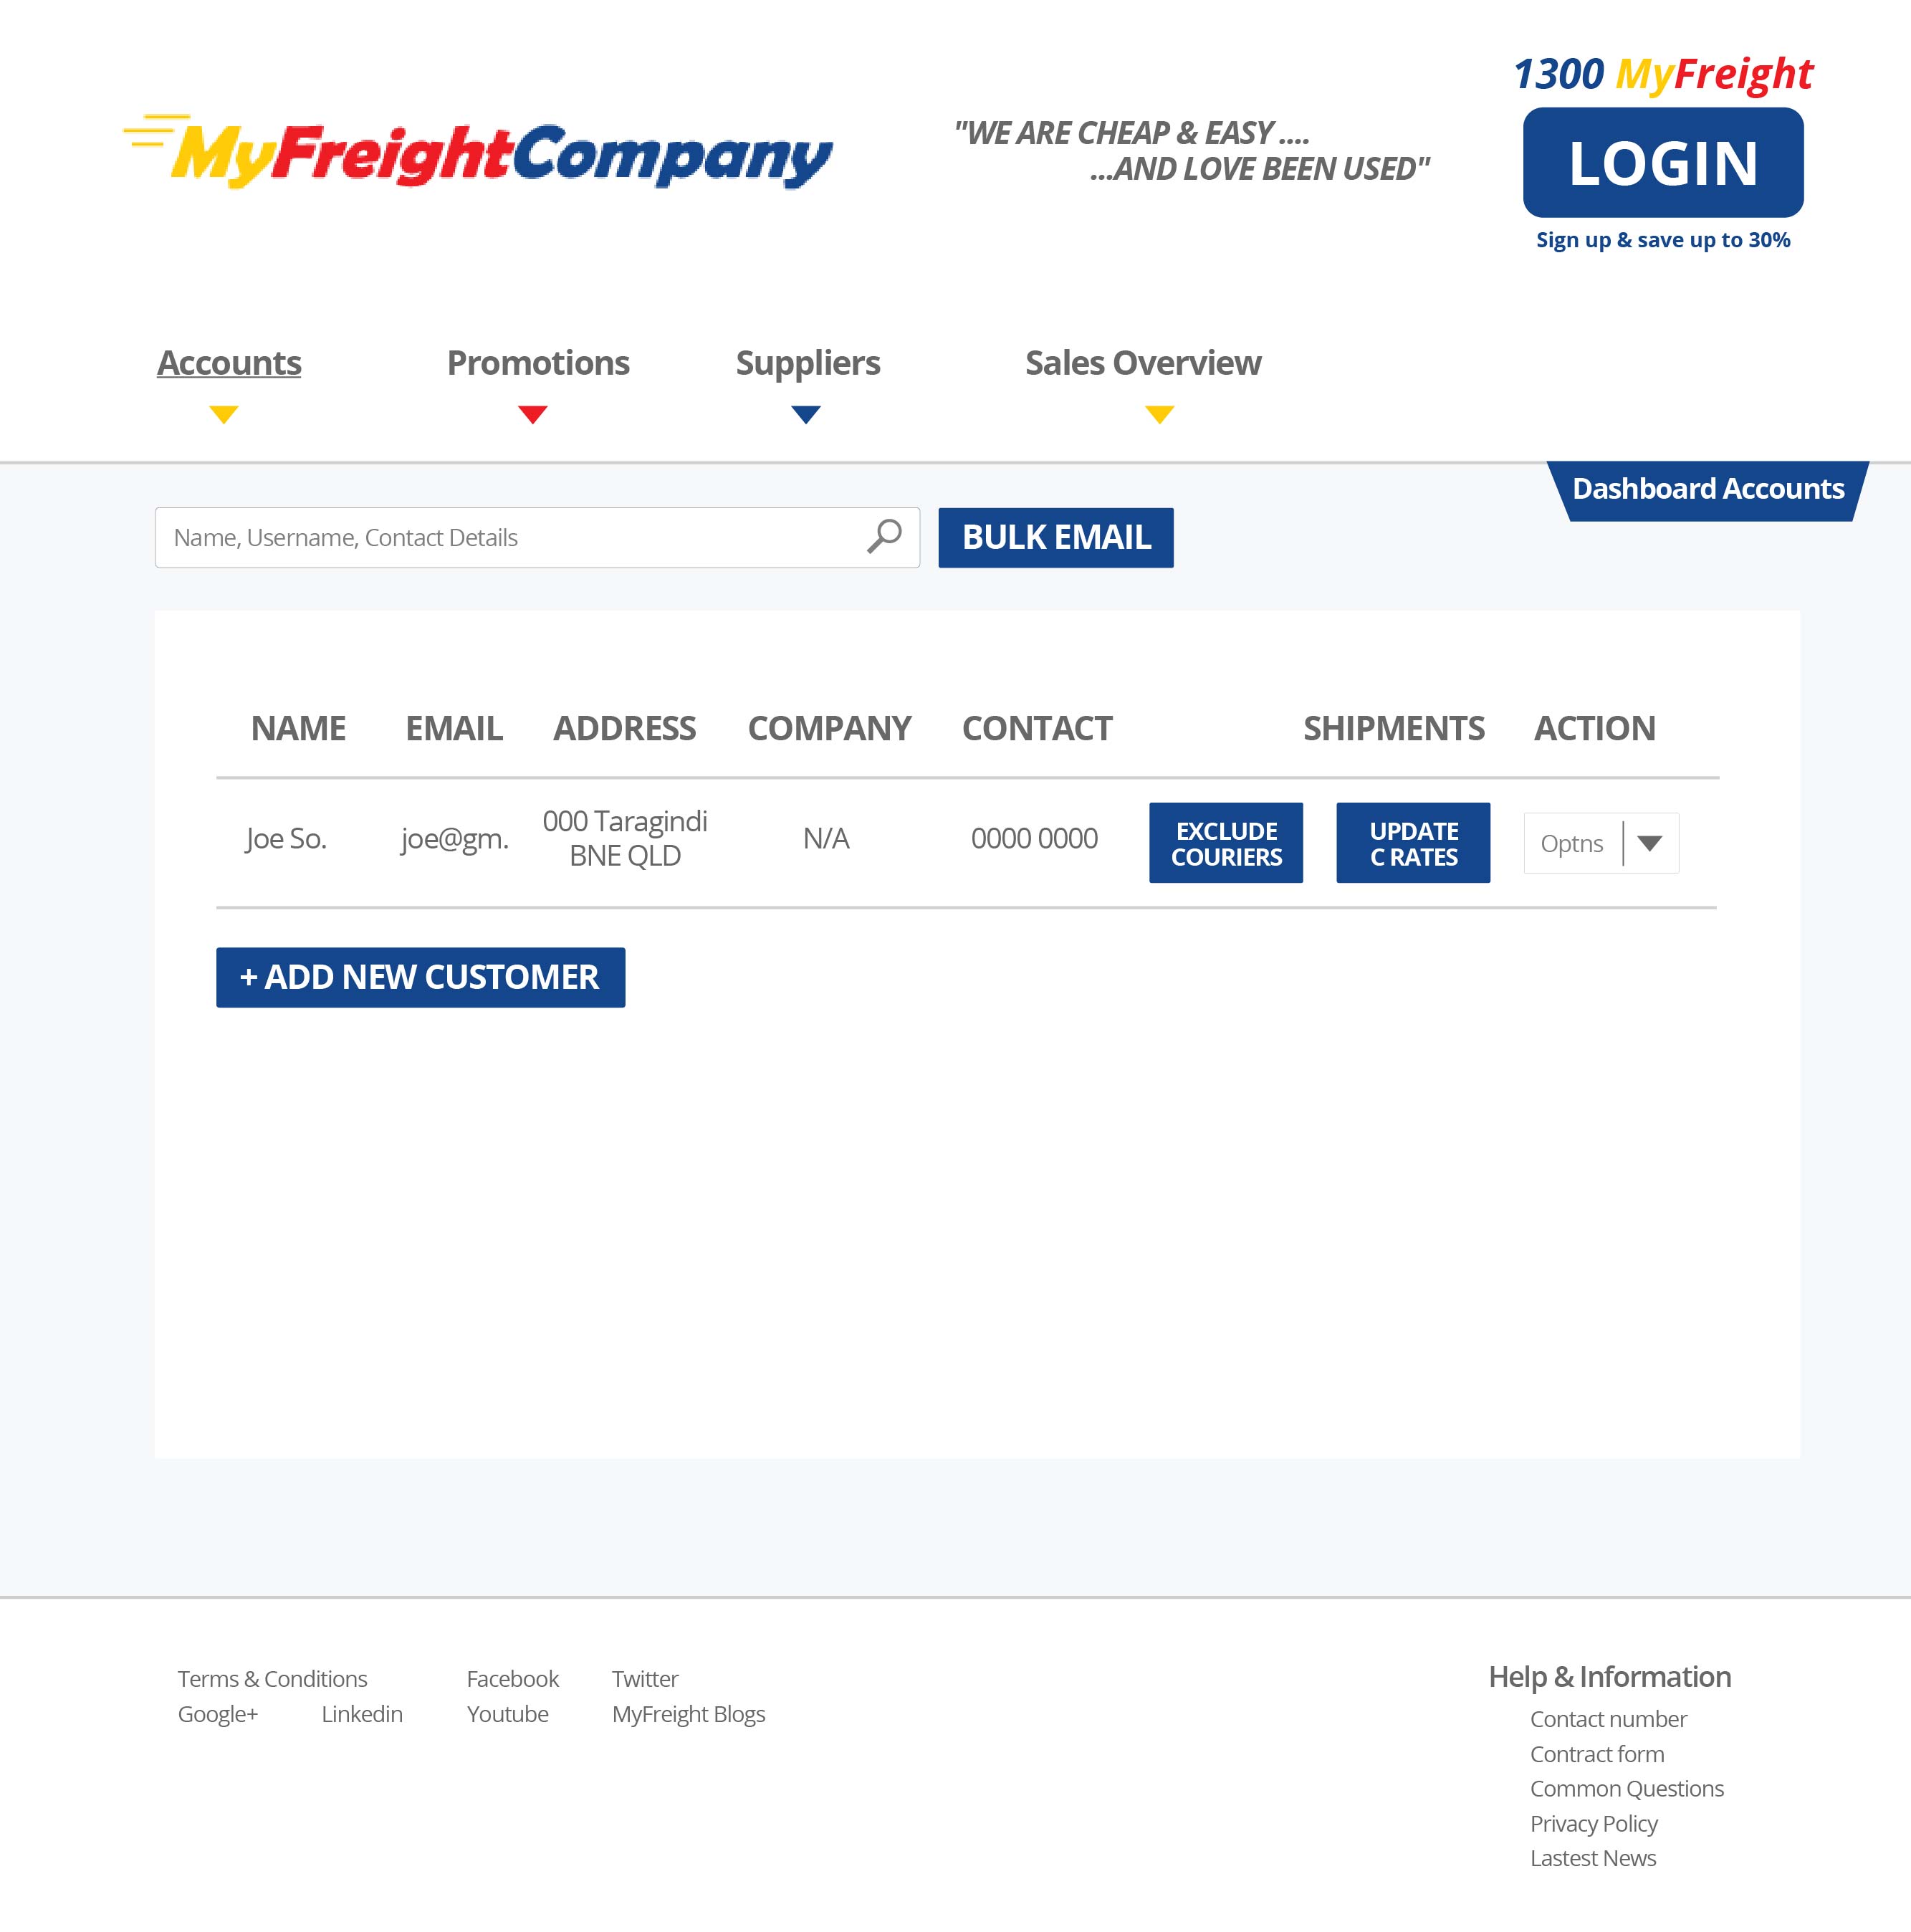 1300 MyFreight
MyFreightCompany
"WE ARE CHEAP & EASY ....
...AND LOVE BEEN USED"
LOGIN
Sign up & save up to 30%
Accounts Promotions Suppliers Sales Overview
Dashboard Accounts
Name, Username, Contact Details
BULK EMAIL
NAME EMAIL ADDRESS COMPANY CONTACT SHIPMENTS ACTION
Joe So. joe@gm. 000 Taragindi
BNE QLD
N/A 0000 0000
EXCLUDE
COURIERS
UPDATE
C RATES
Optns
+ ADD NEW CUSTOMER
Terms & Conditions Facebook Twitter
Google+ Linkedin Youtube MyFreight Blogs
Help & Information
Contact number
Contract form
Common Questions
Privacy Policy
Lastest News